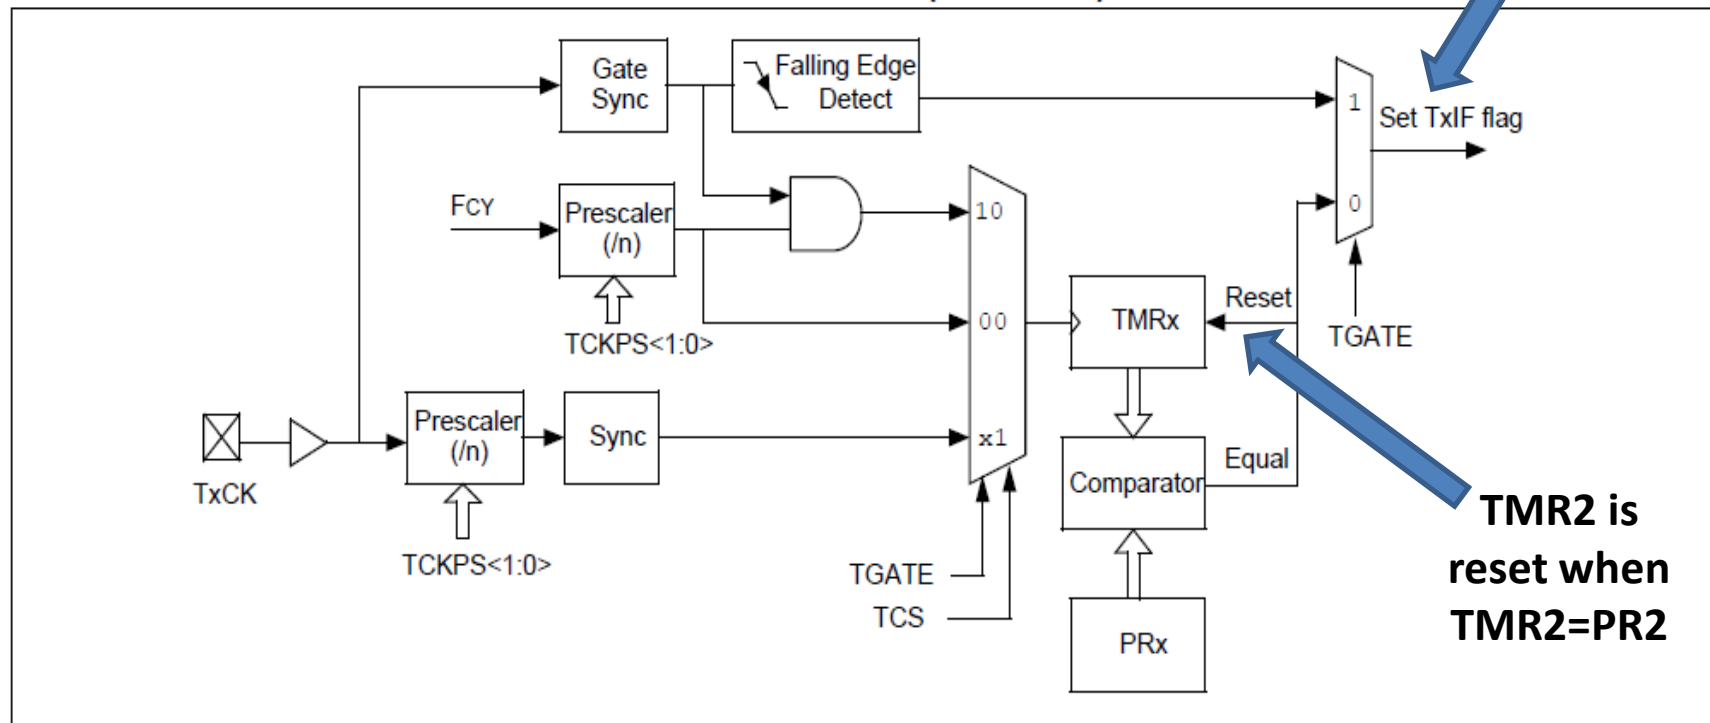 Gate
Sync
Falling Edge
Detect
1
Set TxIF flag
FCY
Prescaler
(/n)
10
0
TCKPS<1:0>
00
TMRx
Reset
TGATE
TxCK
Prescaler
(/n)
Sync
x1
TCKPS<1:0>
Comparator
Equal
TGATE
TCS
PRx
TMR2 is
reset when
TMR2=PR2